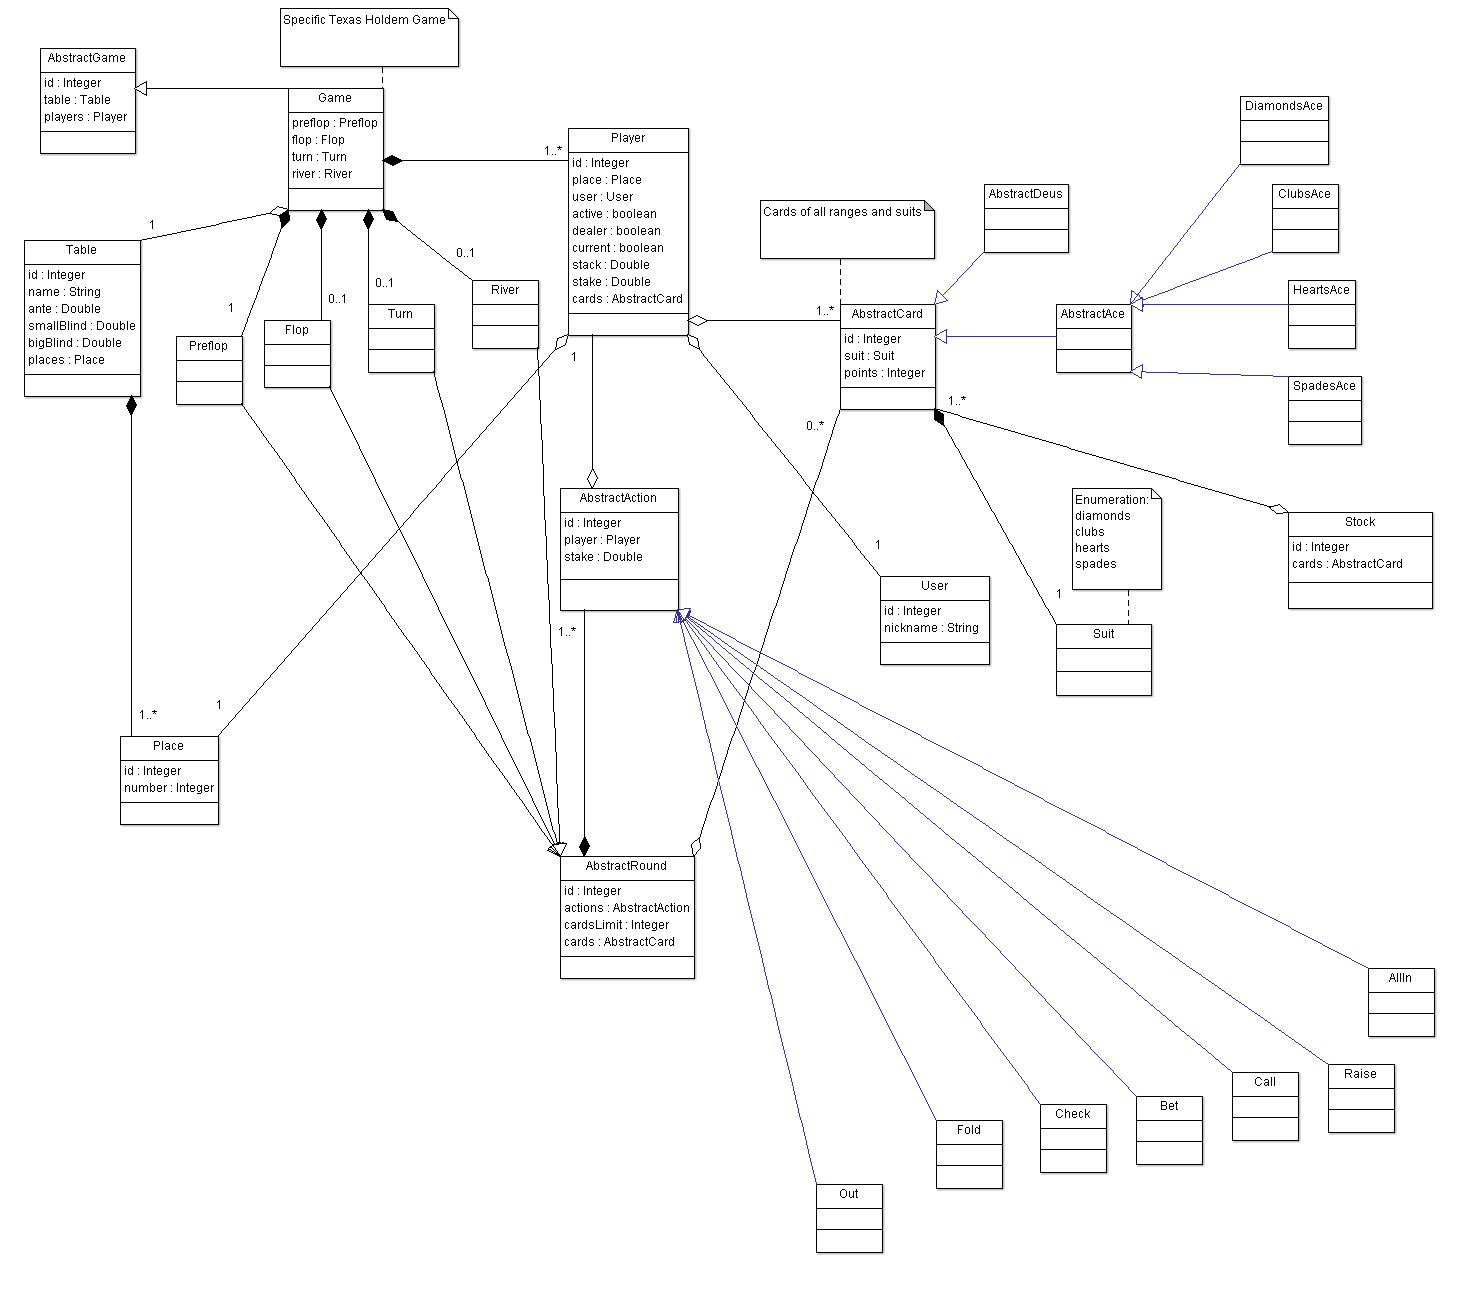 Specific Texas Holdem Game
AbstractGame
id : Integer
table : Table
players : Player
Game
preflop : Preflop
flop : Flop
turn : Turn
river : River
1..*
Player
id : Integer
place : Place
user : User
active : boolean
dealer : boolean
current : boolean
stack : Double
stake : Double
cards : AbstractCard
DiamondsAce
AbstractDeus
ClubsAce
Cards of all ranges and suits
1
Table
id : Integer
name : String
ante : Double
smallBlind : Double
bigBlind : Double
places : Place
0..1
River
0..1
Turn
0..1
Flop
1
Preflop
1..*
AbstractCard
id : Integer
suit : Suit
points : Integer
AbstractAce
HeartsAce
SpadesAce
1
0..*
1..*
AbstractAction
id : Integer
player : Player
stake : Double
Enumeration:
diamonds
clubs
hearts
spades
Stock
id : Integer
cards : AbstractCard
1
User
id : Integer
nickname : String
1
Suit
1..*
1..*
1
Place
id : Integer
number : Integer
AbstractRound
id : Integer
actions : AbstractAction
cardsLimit : Integer
cards : AbstractCard
AllIn
Raise
Call
Bet
Check
Fold
Out